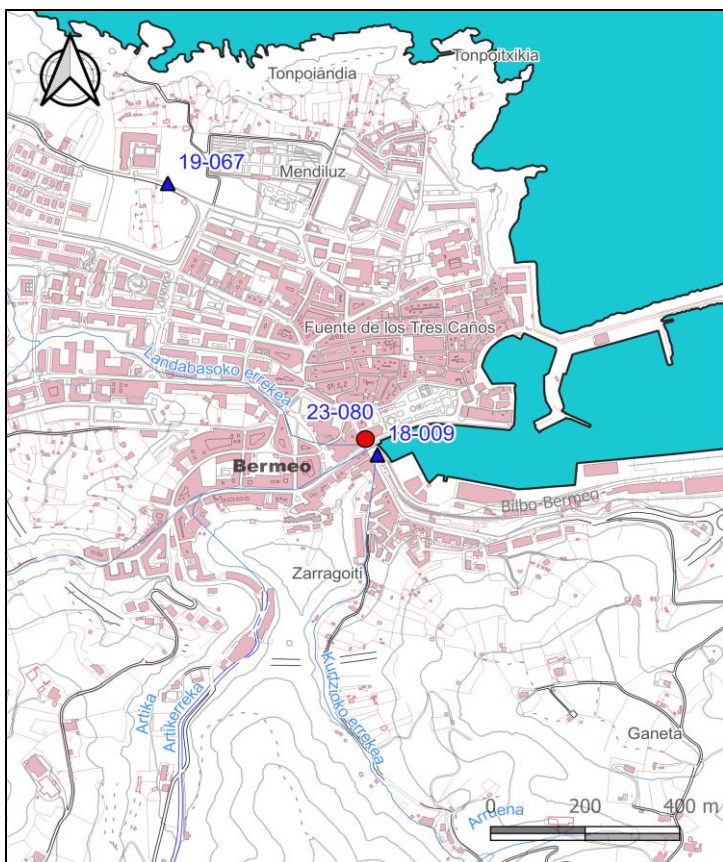 Tonpoitxikia
Tonpoiandia
19-067
Mendiluz
Fuente de los Tres Caños
Landabasoko errekea
23-080
18-009
Bermeo
Bilbo-Bermeo
Zarragoiti
Kurtzioko errekea
Artika
Artikerreka
Ganeta
Arruena
0 200 400 m